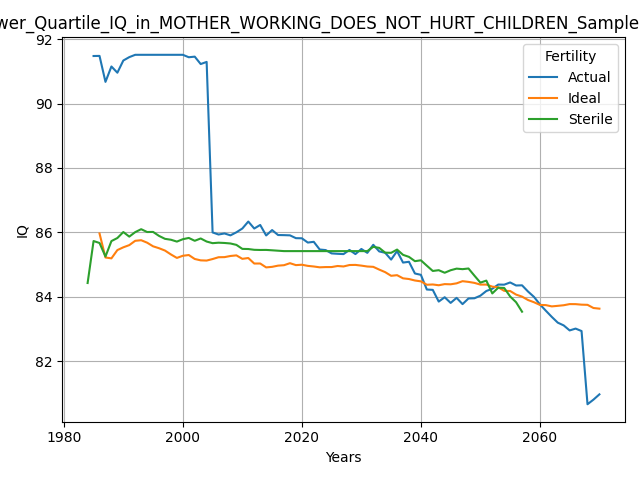 wer_Quartile_IQ_in_MOTHER_WORKING_DOES_NOT_HURT_CHILDREN_Sample
92
90
88
86
84
82
IQ
Fertility
Actual
Ideal
Sterile
1980 2000 2020 2040 2060
Years